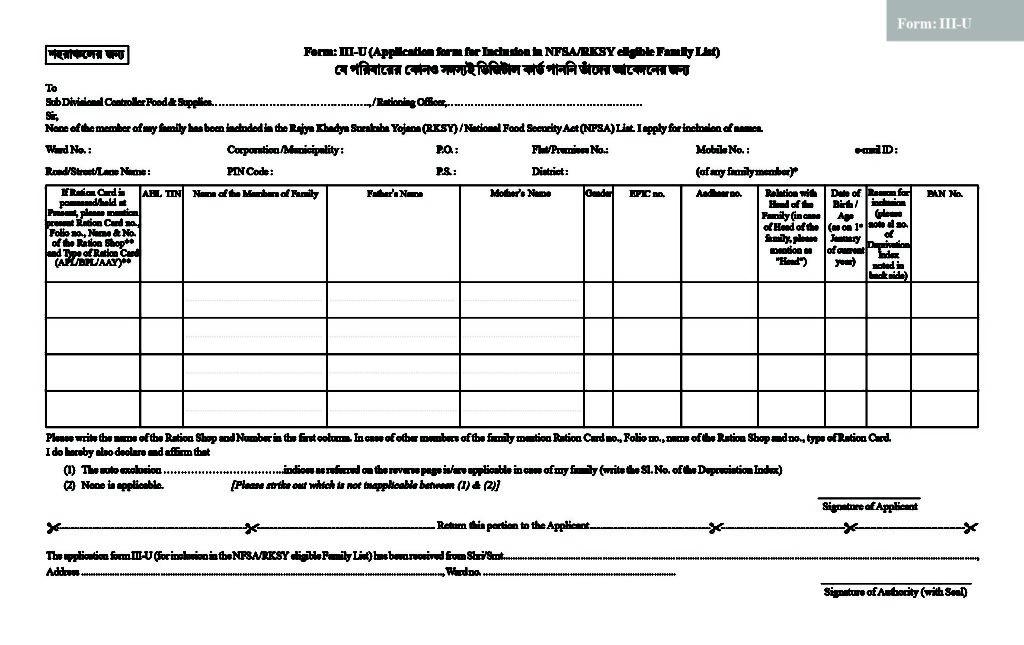 Form: III-U
শহরাঞ্চলের জন্য
Form: III-U (Application form for Inclusion in NFSA/RKSY eligible Family List)
যে পরিবারের কোনও সদস্যই ডিজিটাল কার্ড পাননি তাঁদের আবেদনের জন্য
To
Sub Divisional Controller Food & Supplies……………………………………, / Rationing Officer,……………………………………………
Sir,
None of the member of my family has been included in the Rajya Khadya Suraksha Yojana (RKSY) / National Food Security Act (NFSA) List. I apply for inclusion of names.
Ward No. : Corporation /Municipality : P.O. : Flat/Premises No.: Mobile No. : e-mail ID :
Road/Street/Lane Name : PIN Code : P.S. : District : (of any family member)*
If Ration Card is
possessed/held at
Present, please mention
present Ration Card no.,
Folio no., Name & No.
of the Ration Shop**
and Type of Ration Card
(APL/BPL/AAY)**
AHL TIN
Name of the Members of Family
Father's Name
Mother's Name
Gender
EPIC no.
Aadhaar no.
Relation with
Head of the
Family (in case
of Head of the
family, please
mention as
"Head")
Date of
Birth /
Age
(as on 1st
January
of current
year)
Reason for
inclusion
(please
note sl no.
of
Deprivation
Index
noted in
back side)
PAN No.
Please write the name of the Ration Shop and Number in the first column. In case of other members of the family mention Ration Card no., Folio no., name of the Ration Shop and no., type of Ration Card.
I do hereby also declare and affirm that
(1) The auto exclusion ……………………………..indices as referred on the reverse page is/are applicable in case of my family (write the Sl. No. of the Depreciation Index)
(2) None is applicable. [Please strike out which is not inapplicable between (1) & (2)]
Signature of Applicant
Return this portion to the Applicant
The application form III-U (for inclusion in the NFSA/RKSY eligible Family List) has been received from Shri/Smt......................................................,
Address ......................................................, Ward no. ......................................................
Signature of Authority (with Seal)